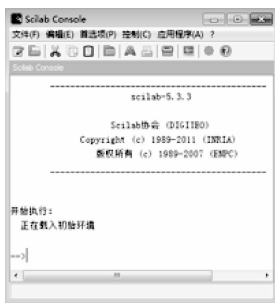 Scilab Console
文件(F) 编辑(E) 首选项(P) 控制(C) 应用程序(A) ?
Scilab Console
scilab-5.3.3
Scilab协会 (DIGITEO)
Copyright (c) 1989-2011 (INRIA)
版权所有 (c) 1989-2007 (ENPC)
开始执行:
正在载入初始环境
-->